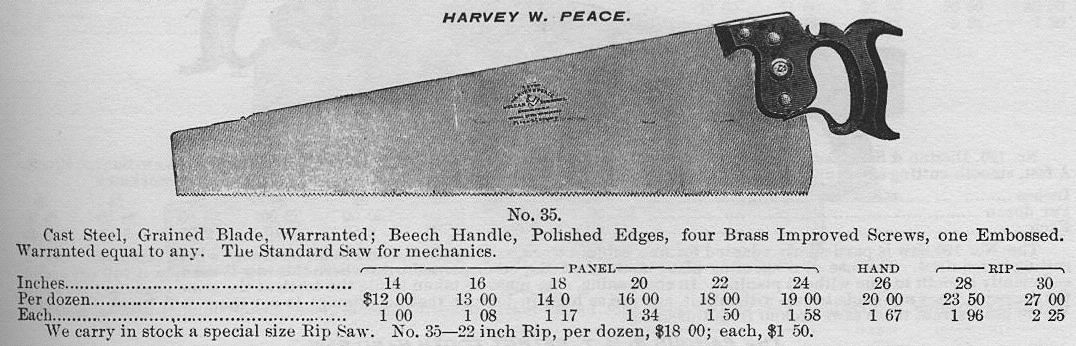 HARVEY W. PEACE.
No. 35.
Cast Steel, Grained Blade, Warranted; Beech Handle, Polished Edges, four Brass Improved Screws, one Embossed.
Warranted equal to any. The Standard Saw for mechanics.
PANEL HAND RIP
Inches 14 16 18 20 22 24 26 28 30
Per dozen $12 00 13 00 14 0 16 00 18 00 19 00 20 00 23 50 27 00
Each 1 00 1 08 1 17 1 34 1 50 1 58 1 67 1 96 2 25
We carry in stock a special size Rip Saw. No. 35—22 inch Rip, per dozen, $18 00; each, $1 50.